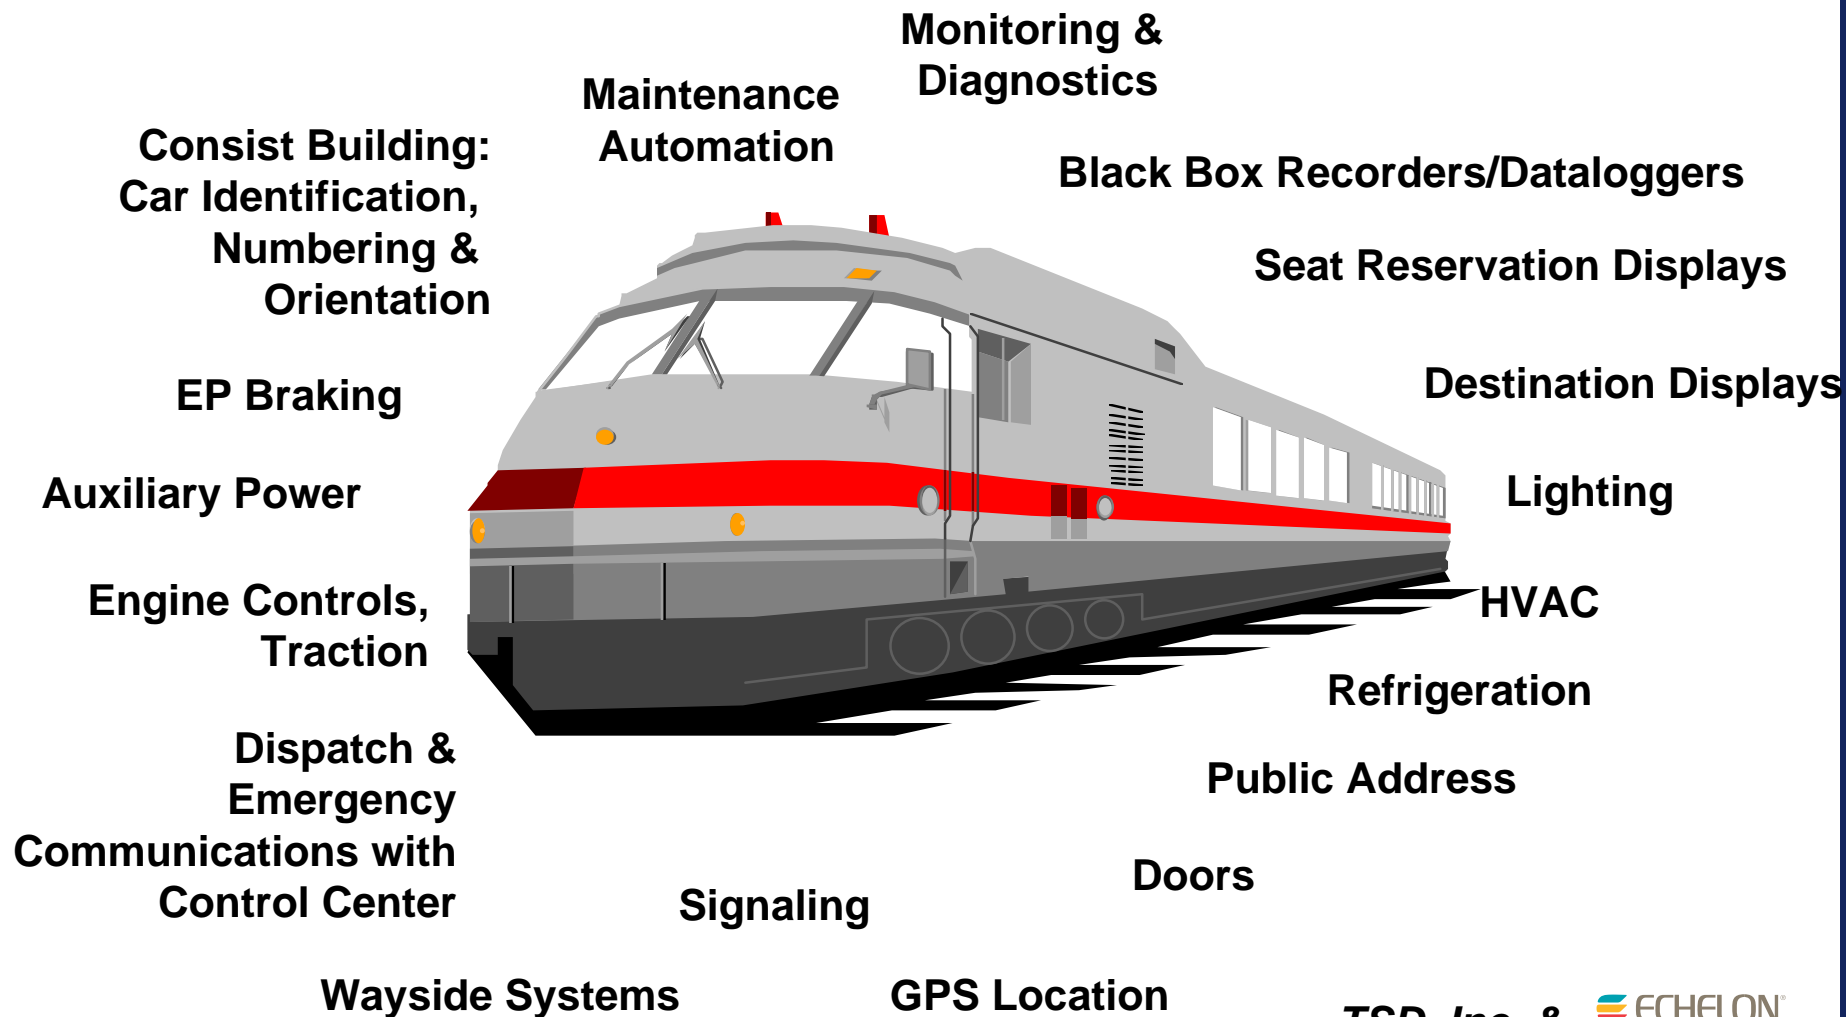 Monitoring &
Diagnostics
Maintenance
Automation
Consist Building:
Car Identification,
Numbering &
Orientation
Black Box Recorders/Dataloggers
Seat Reservation Displays
EP Braking
Destination Displays
Auxiliary Power
Lighting
Engine Controls,
Traction
HVAC
Refrigeration
Dispatch &
Emergency
Communications with
Control Center
Public Address
Doors
Signaling
Wayside Systems
GPS Location
TSD, Inc. &
ECHELON®